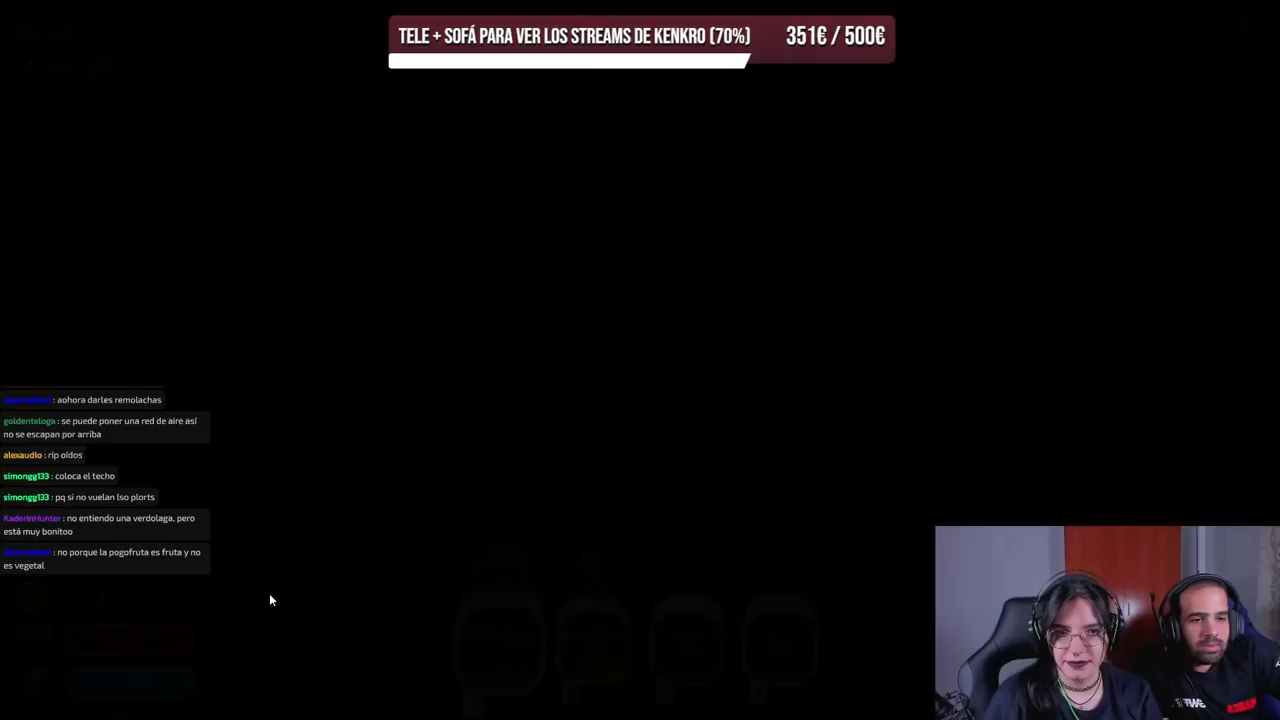 TELE + SOFÁ PARA VER LOS STREAMS DE KENKRO (70%) 351€ / 500€
: aohora darles remolachas
goldenteloga : se puede poner una red de aire así
no se escapan por arriba
alexaudio : rip oídos
simongg133 : coloca el techo
simongg133 : pq si no vuelan lso plorts
KaderinHunter : no entiendo una verdolaga, pero
está muy bonitoo
: no porque la pogofruta es fruta y no
es vegetal